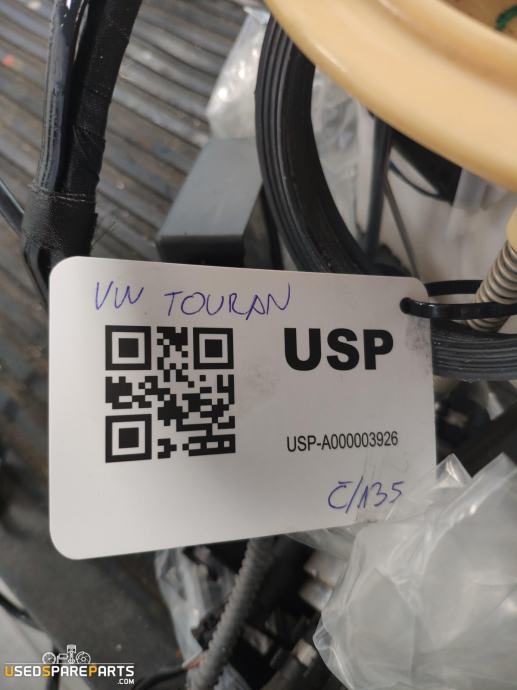 VW TOURAN
USP
USP-A000003926
C/135
USEDSPAREPARTS
.COM